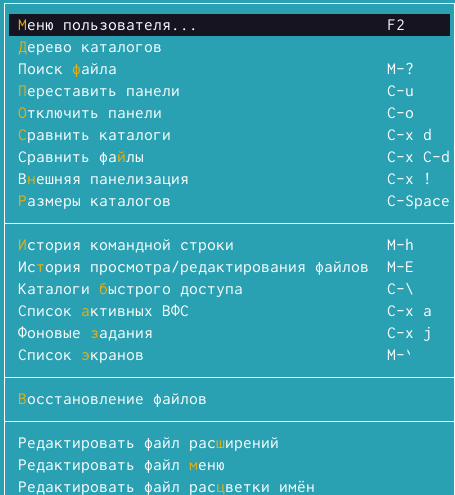 Меню пользователя... F2
Дерево каталогов
Поиск файла M-?
Переставить панели C-u
Отключить панели C-o
Сравнить каталоги C-x d
Сравнить файлы C-x C-d
Внешняя панелизация C-x !
Размеры каталогов C-Space
История командной строки M-h
История просмотра/редактирования файлов M-E
Каталоги быстрого доступа C-\
Список активных ВФС C-x a
Фоновые задания C-x j
Список экранов M-`
Восстановление файлов
Редактировать файл расширений
Редактировать файл меню
Редактировать файл расцветки имён